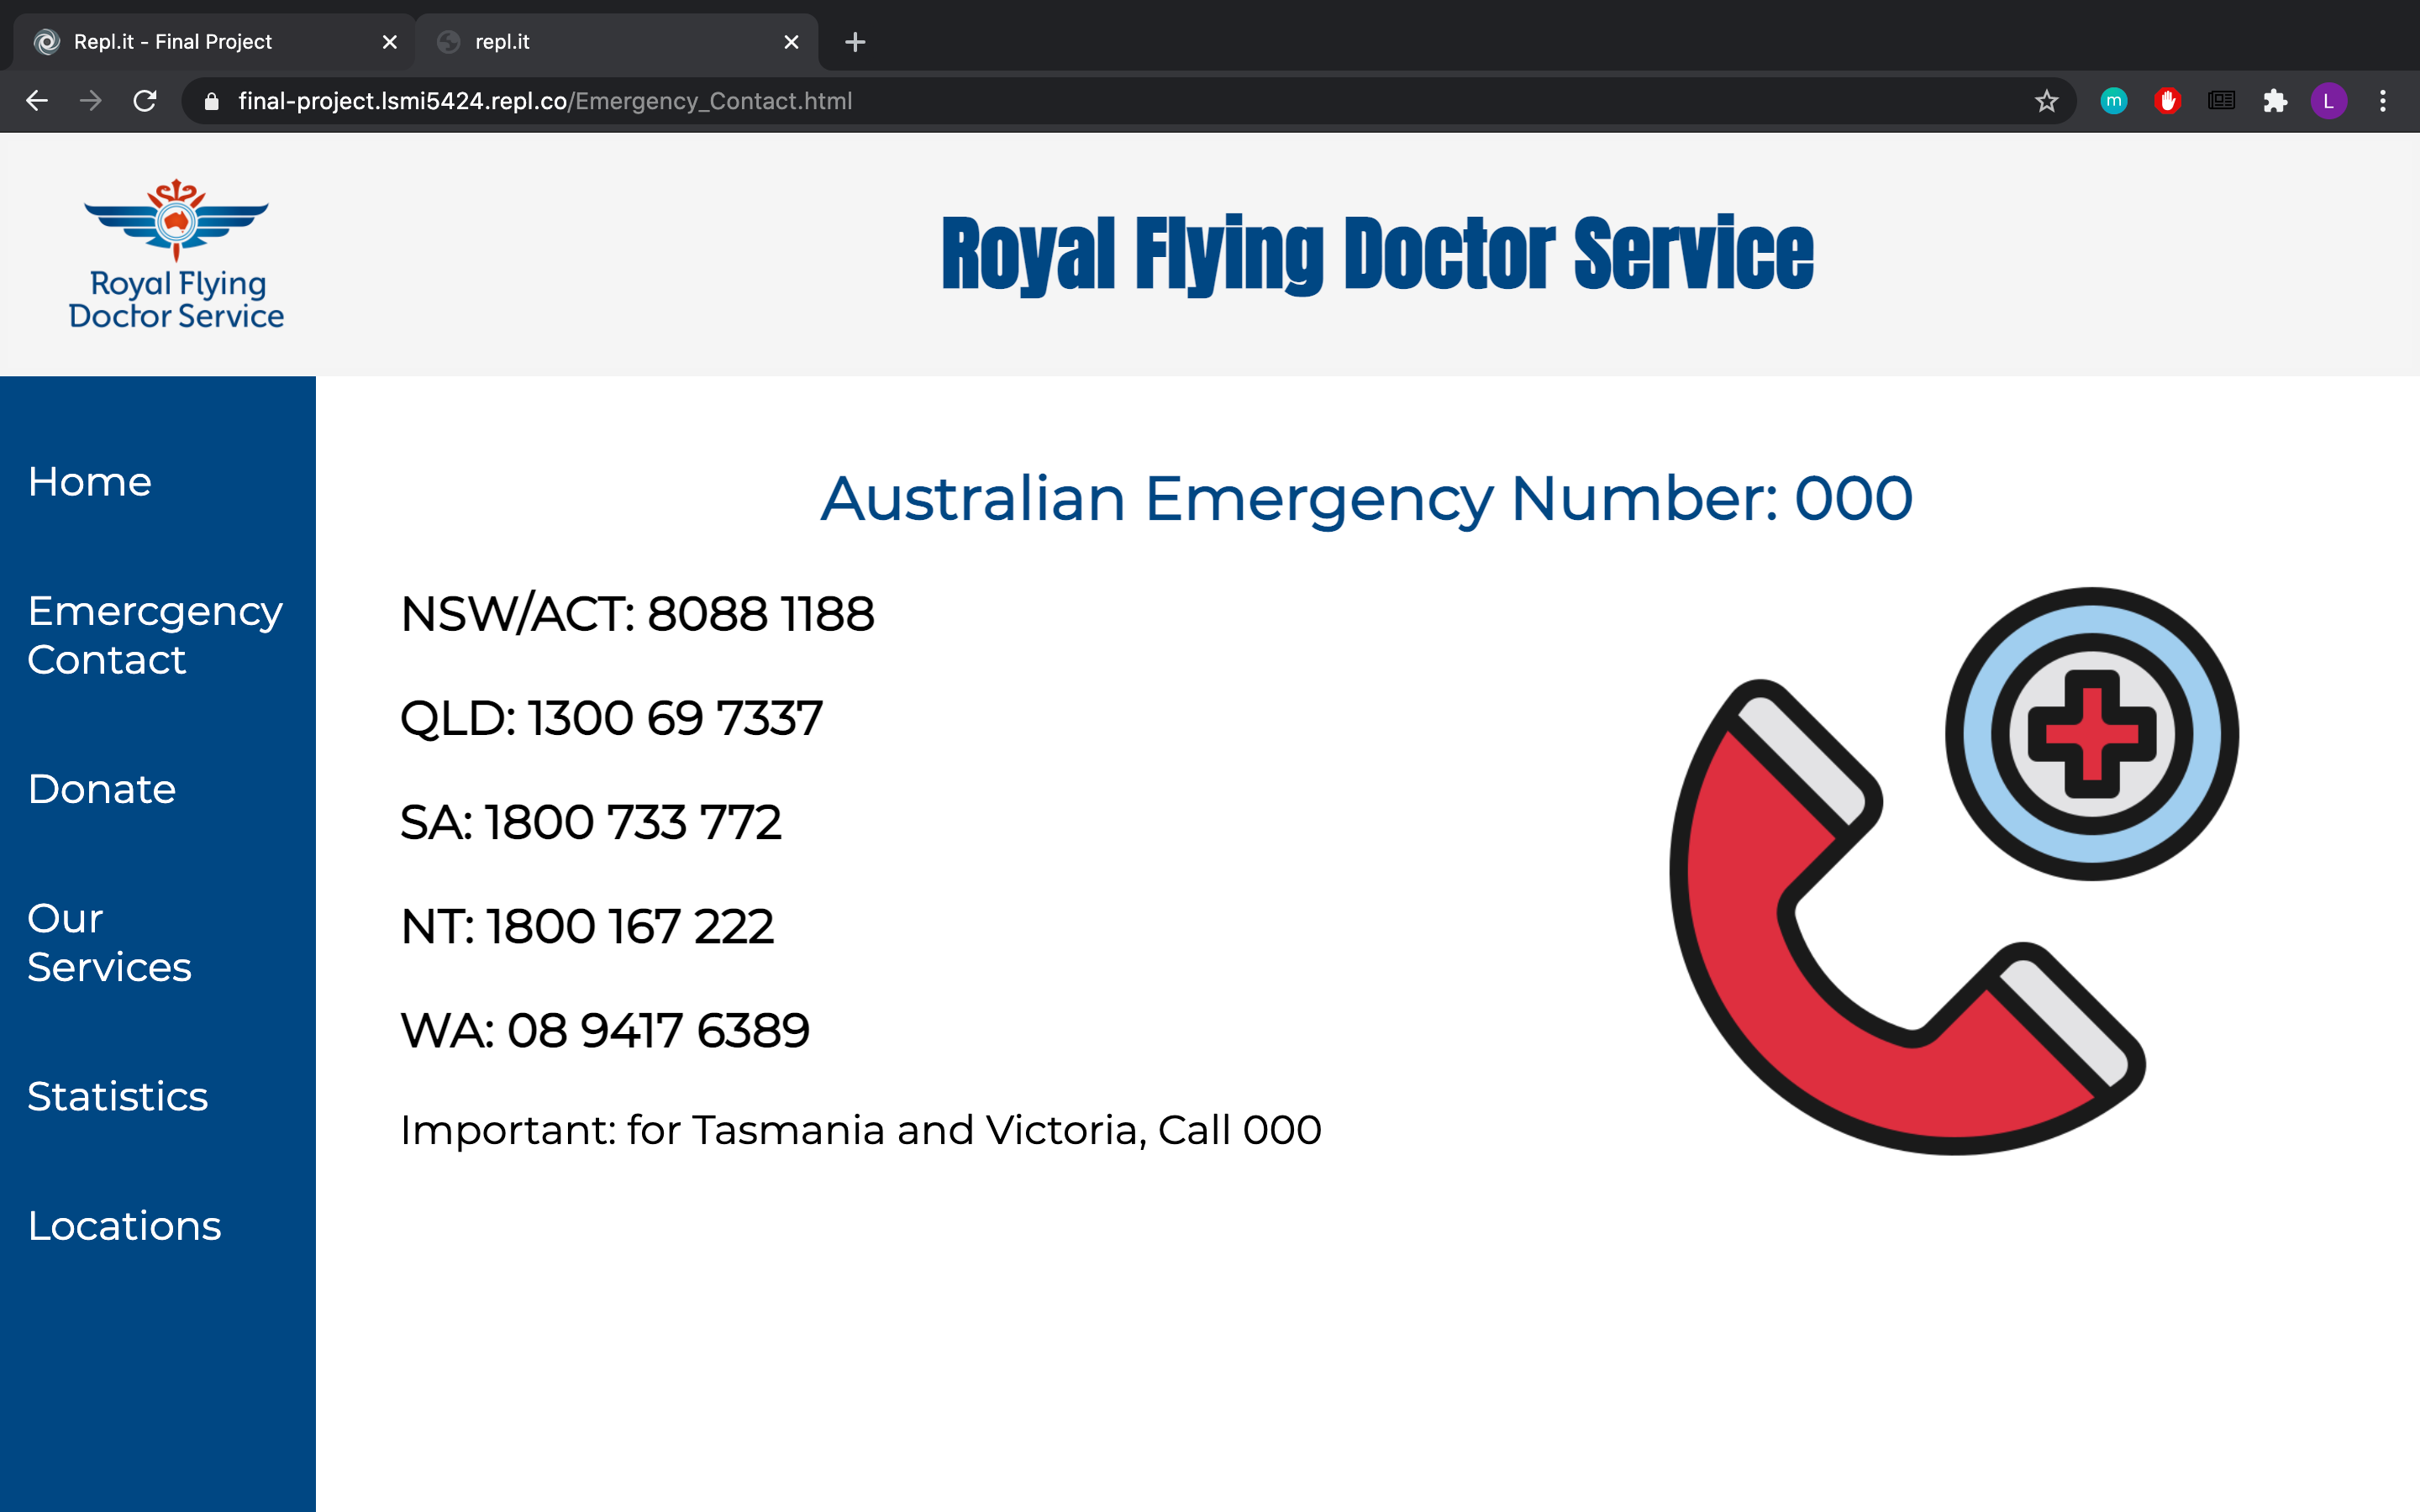 Repl.it - Final Project
repl.it
final-project.lsmi5424.repl.co/Emergency_Contact.html
m
L
Royal Flying
Doctor Service
Royal Flying Doctor Service
Home
Emercgency
Contact
Donate
Our
Services
Statistics
Locations
Australian Emergency Number: 000
NSW/ACT: 8088 1188
QLD: 1300 69 7337
SA: 1800 733 772
NT: 1800 167 222
WA: 08 9417 6389
Important: for Tasmania and Victoria, Call 000